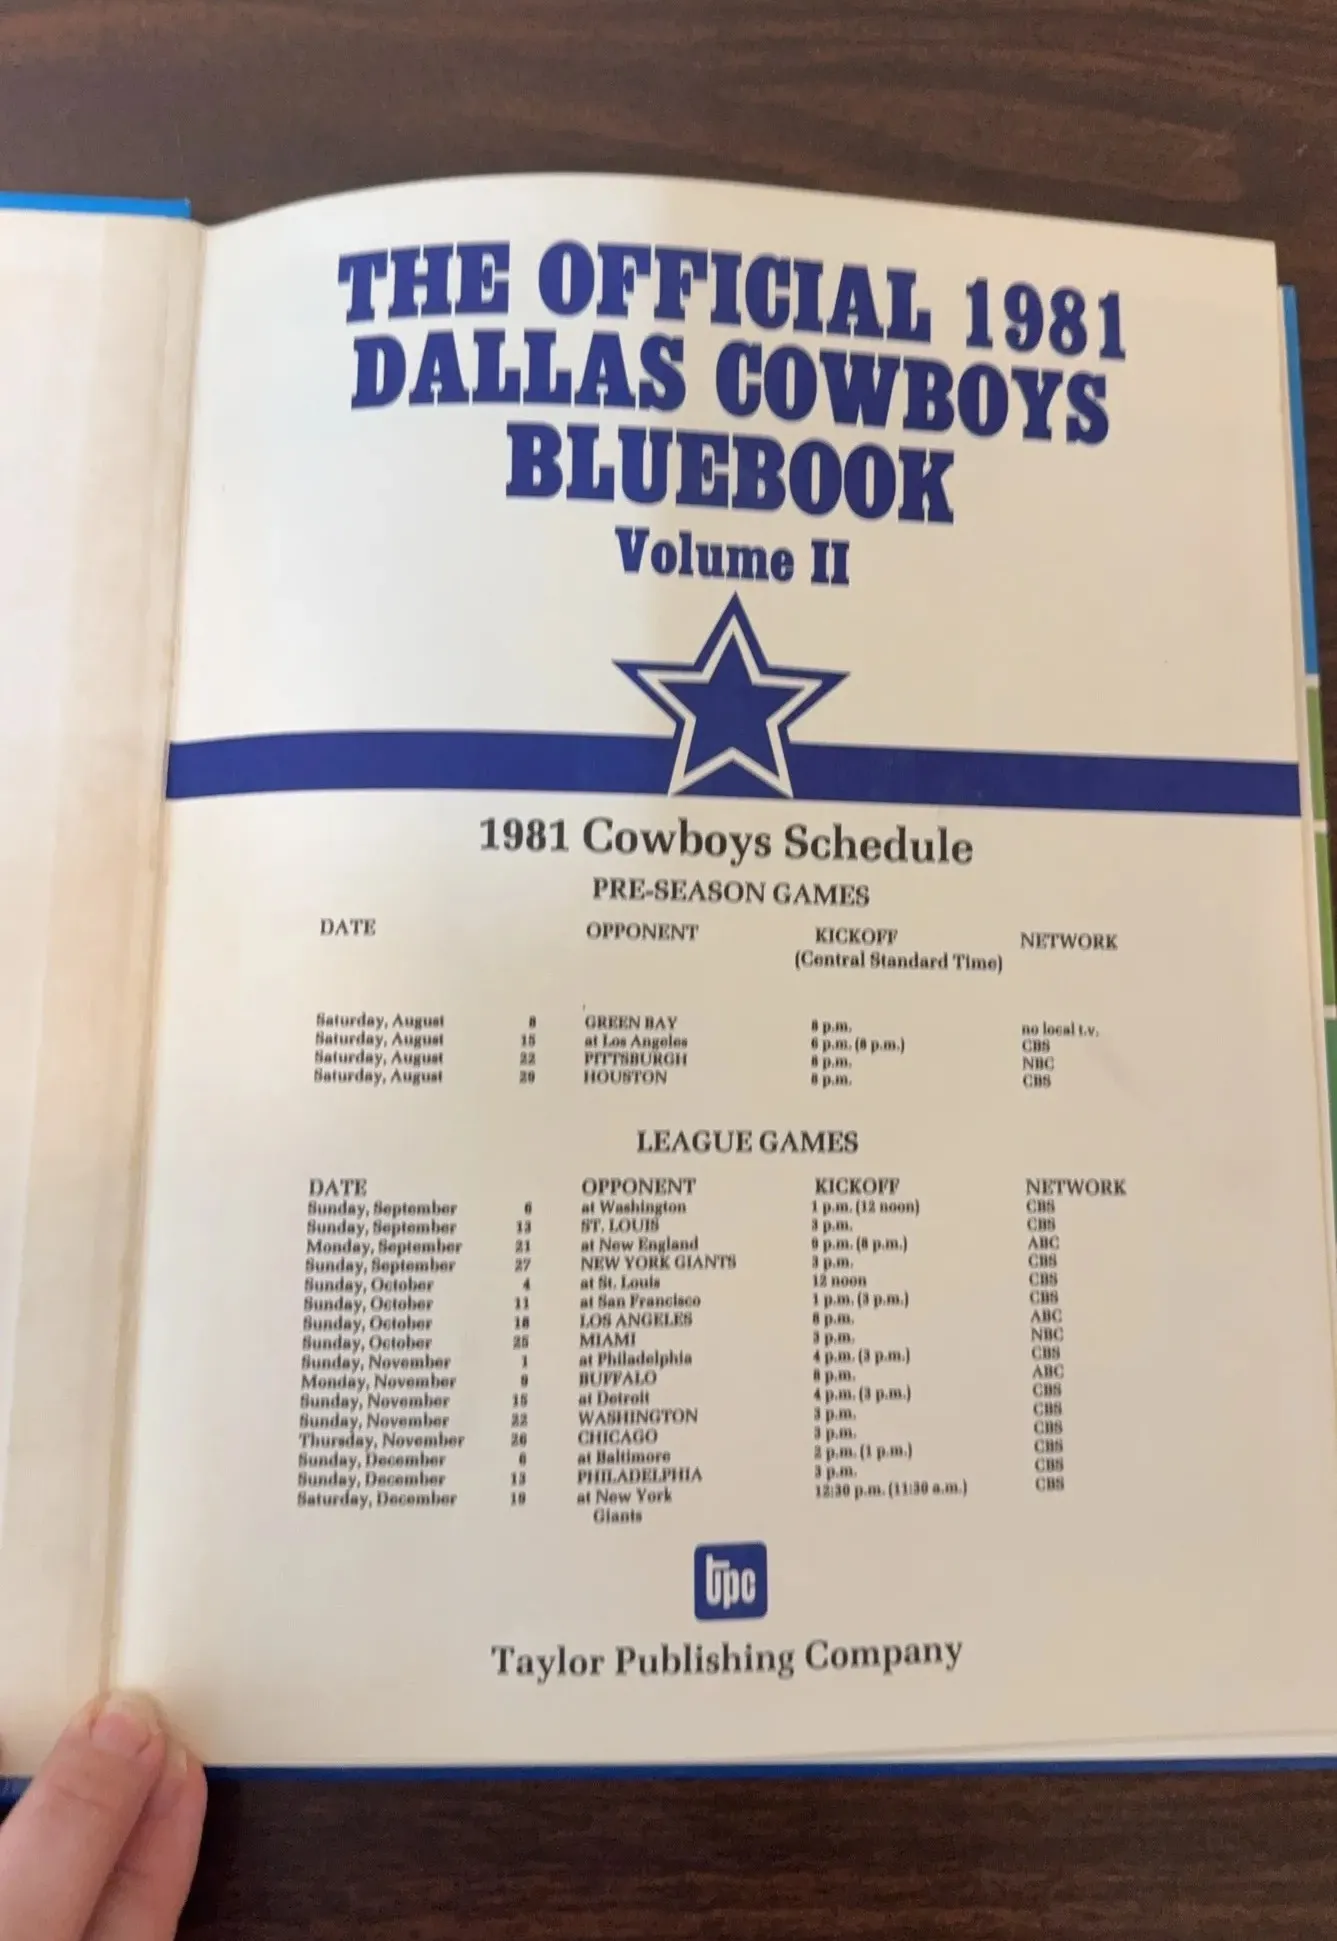 THE OFFICIAL 1981
DALLAS COWBOYS
BLUEBOOK
Volume II
1981 Cowboys Schedule
PRE-SEASON GAMES
DATE OPPONENT KICKOFF NETWORK
(Central Standard Time)
Saturday, August 8 GREEN BAY 8 p.m. no local t.v.
Saturday, August 15 at Los Angeles 6 p.m. (8 p.m.) CBS
Saturday, August 22 PITTSBURGH 8 p.m. NBC
Saturday, August 29 HOUSTON 8 p.m. CBS
LEAGUE GAMES
DATE OPPONENT KICKOFF NETWORK
Sunday, September 6 at Washington 1 p.m. (12 noon) CBS
Sunday, September 13 ST. LOUIS 3 p.m. CBS
Monday, September 21 at New England 9 p.m. (8 p.m.) ABC
Sunday, September 27 NEW YORK GIANTS 3 p.m. CBS
Sunday, October 4 at St. Louis 12 noon CBS
Sunday, October 11 at San Francisco 1 p.m. (3 p.m.) CBS
Sunday, October 18 LOS ANGELES 8 p.m. ABC
Sunday, October 25 MIAMI 3 p.m. NBC
Sunday, November 1 at Philadelphia 4 p.m. (3 p.m.) CBS
Monday, November 9 BUFFALO 8 p.m. ABC
Sunday, November 15 at Detroit 4 p.m. (3 p.m.) CBS
Sunday, November 22 WASHINGTON 3 p.m. CBS
Thursday, November 26 CHICAGO 3 p.m. CBS
Sunday, December 6 at Baltimore 2 p.m. (1 p.m.) CBS
Sunday, December 13 PHILADELPHIA 3 p.m. CBS
Saturday, December 19 at New York 12:30 p.m. (11:30 a.m.) CBS
Giants
tpc
Taylor Publishing Company